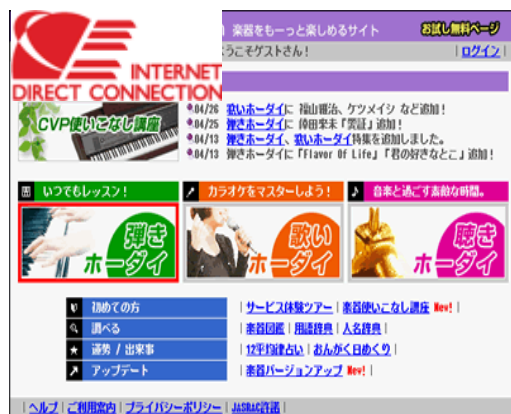 楽器をもーっと楽しめるサイト お試し無料ページ
うこそゲストさん! |ログイン|
INTERNET
DIRECT CONNECTION
CVP使いこなし講座
04/26 歌いホーダイに 福山雅治、ケツメイシ など追加!
04/25 弾きホーダイに 倖田來未「賞証」追加!
04/13 弾きホーダイ、歌いホーダイ特集を追加しました。
04/13 弾きホーダイに「Flavor Of Life」「君の好きなとこ」追加!
いつでもレッスン! カラオケをマスターしよう! 音楽と過ごす素敵な時間。
弾きホーダイ 歌いホーダイ 聴きホーダイ
初めての方 |サービス体験ツアー|楽器使いこなし講座 New!|
調べる |楽器図鑑|用語辞典|人名辞典|
運勢 / 出来事 |12平均律占い|おんがく日めくり|
アップデート |楽器バージョンアップ New!|
|ヘルプ|ご利用案内|プライバシーポリシー|JASRAC許諾|